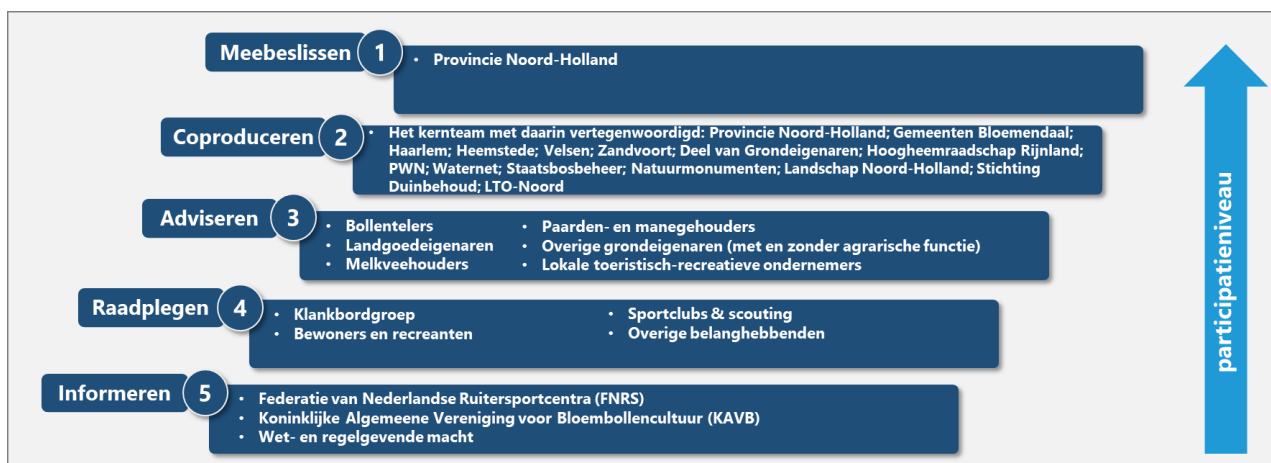 Meebeslissen 1
• Provincie Noord-Holland
Coproduceren 2
• Het kernteam met daarin vertegenwoordigd: Provincie Noord-Holland; Gemeenten Bloemendaal;
Haarlem; Heemstede; Velsen; Zandvoort; Deel van Grondeigenaren; Hoogheemraadschap Rijnland;
PWN; Waternet; Staatsbosbeheer; Natuurmonumenten; Landschap Noord-Holland; Stichting
Duinbehoud; LTO-Noord
Adviseren 3
• Bollentelers
• Landgoedeigenaren
• Melkveehouders
• Paarden- en manegehouders
• Overige grondeigenaren (met en zonder agrarische functie)
• Lokale toeristisch-recreatieve ondernemers
Raadplegen 4
• Klankbordgroep
• Bewoners en recreanten
• Sportclubs & scouting
• Overige belanghebbenden
Informeren 5
• Federatie van Nederlandse Ruitersportcentra (FNRS)
• Koninklijke Algemeene Vereniging voor Bloembollencultuur (KAVB)
• Wet- en regelgevende macht
participatieniveau